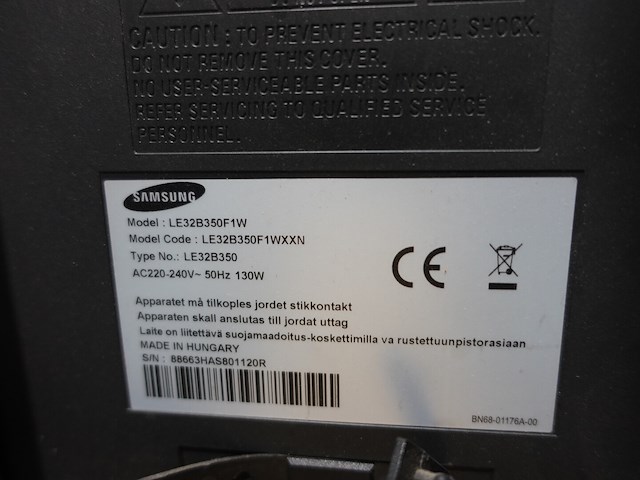 DO NOT OPEN
CAUTION : TO PREVENT ELECTRICAL SHOCK.
DO NOT REMOVE THIS COVER.
NO USER-SERVICEABLE PARTS INSIDE.
REFER SERVICING TO QUALIFIED SERVICE
PERSONNEL.
SAMSUNG
Model : LE32B350F1W
Model Code : LE32B350F1WXXN
Type No.: LE32B350
AC220-240V~ 50Hz 130W
CE
Apparatet må tilkoples jordet stikkontakt
Apparaten skall anslutas till jordat uttag
Laite on liitettävä suojamaadoitus-koskettimilla va rustettuunpistorasiaan
MADE IN HUNGARY
S/N : 88663HAS801120R
BN68-01176A-00